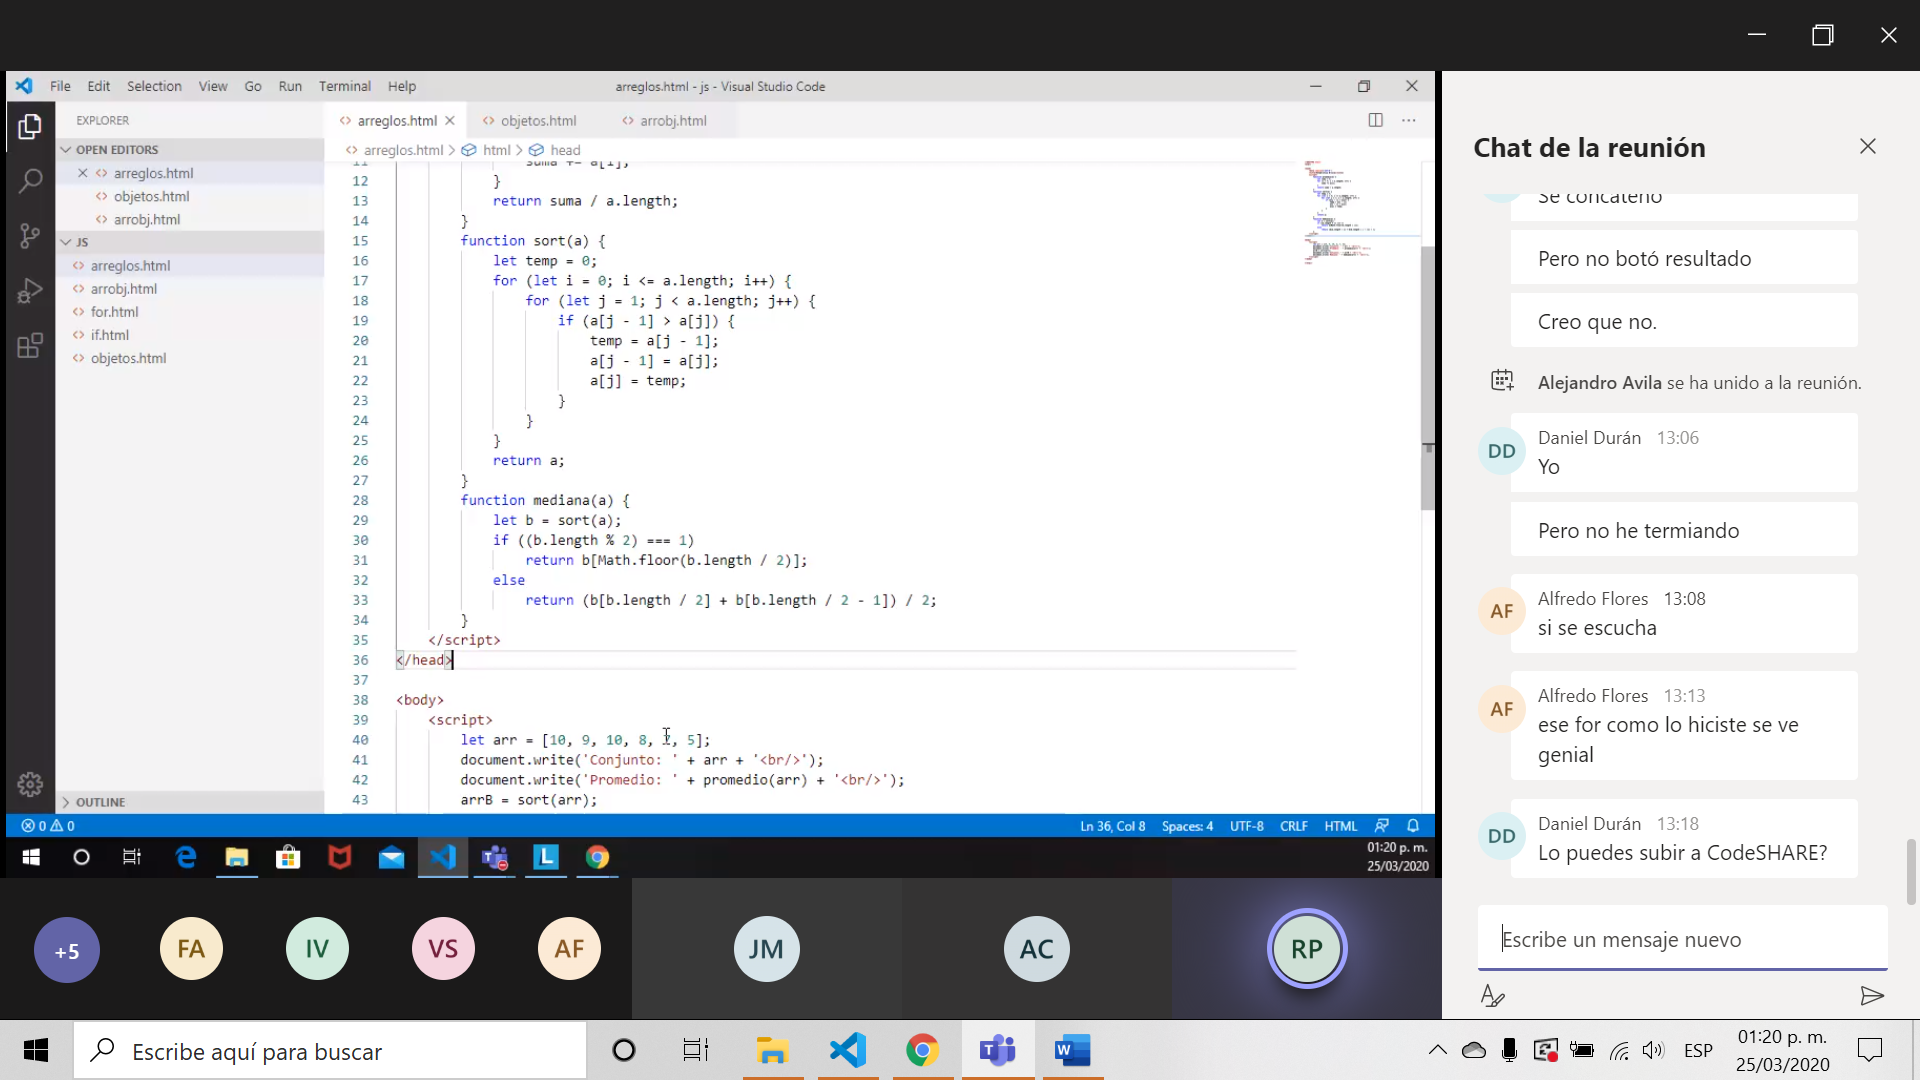 File Edit Selection View Go Run Terminal Help
arreglos.html - js - Visual Studio Code
EXPLORER
OPEN EDITORS
arreglos.html
objetos.html
arrobj.html
JS
arreglos.html
arrobj.html
for.html
if.html
objetos.html
OUTLINE
arreglos.html objetos.html arrobj.html
arreglos.html > html > head
11 suma += a[i];
12 }
13 return suma / a.length;
14 }
15 function sort(a) {
16 let temp = 0;
17 for (let i = 0; i <= a.length; i++) {
18 for (let j = 1; j < a.length; j++) {
19 if (a[j - 1] > a[j]) {
20 temp = a[j - 1];
21 a[j - 1] = a[j];
22 a[j] = temp;
23 }
24 }
25 }
26 return a;
27 }
28 function mediana(a) {
29 let b = sort(a);
30 if ((b.length % 2) === 1)
31 return b[Math.floor(b.length / 2)];
32 else
33 return (b[b.length / 2] + b[b.length / 2 - 1]) / 2;
34 }
35 </script>
36 </head>
37
38 <body>
39 <script>
40 let arr = [10, 9, 10, 8, 7, 5];
41 document.write('Conjunto: ' + arr + '<br/>');
42 document.write('Promedio: ' + promedio(arr) + '<br/>');
43 arrB = sort(arr);
0 0
Ln 36, Col 8 Spaces: 4 UTF-8 CRLF HTML
01:20 p. m.
25/03/2020
+5 FA IV VS AF JM AC RP
Chat de la reunión
Se concateno
Pero no botó resultado
Creo que no.
Alejandro Avila se ha unido a la reunión.
DD
Daniel Durán 13:06
Yo
Pero no he termiando
AF
Alfredo Flores 13:08
si se escucha
AF
Alfredo Flores 13:13
ese for como lo hiciste se ve
genial
DD
Daniel Durán 13:18
Lo puedes subir a CodeSHARE?
Escribe un mensaje nuevo
Escribe aquí para buscar
ESP
01:20 p. m.
25/03/2020